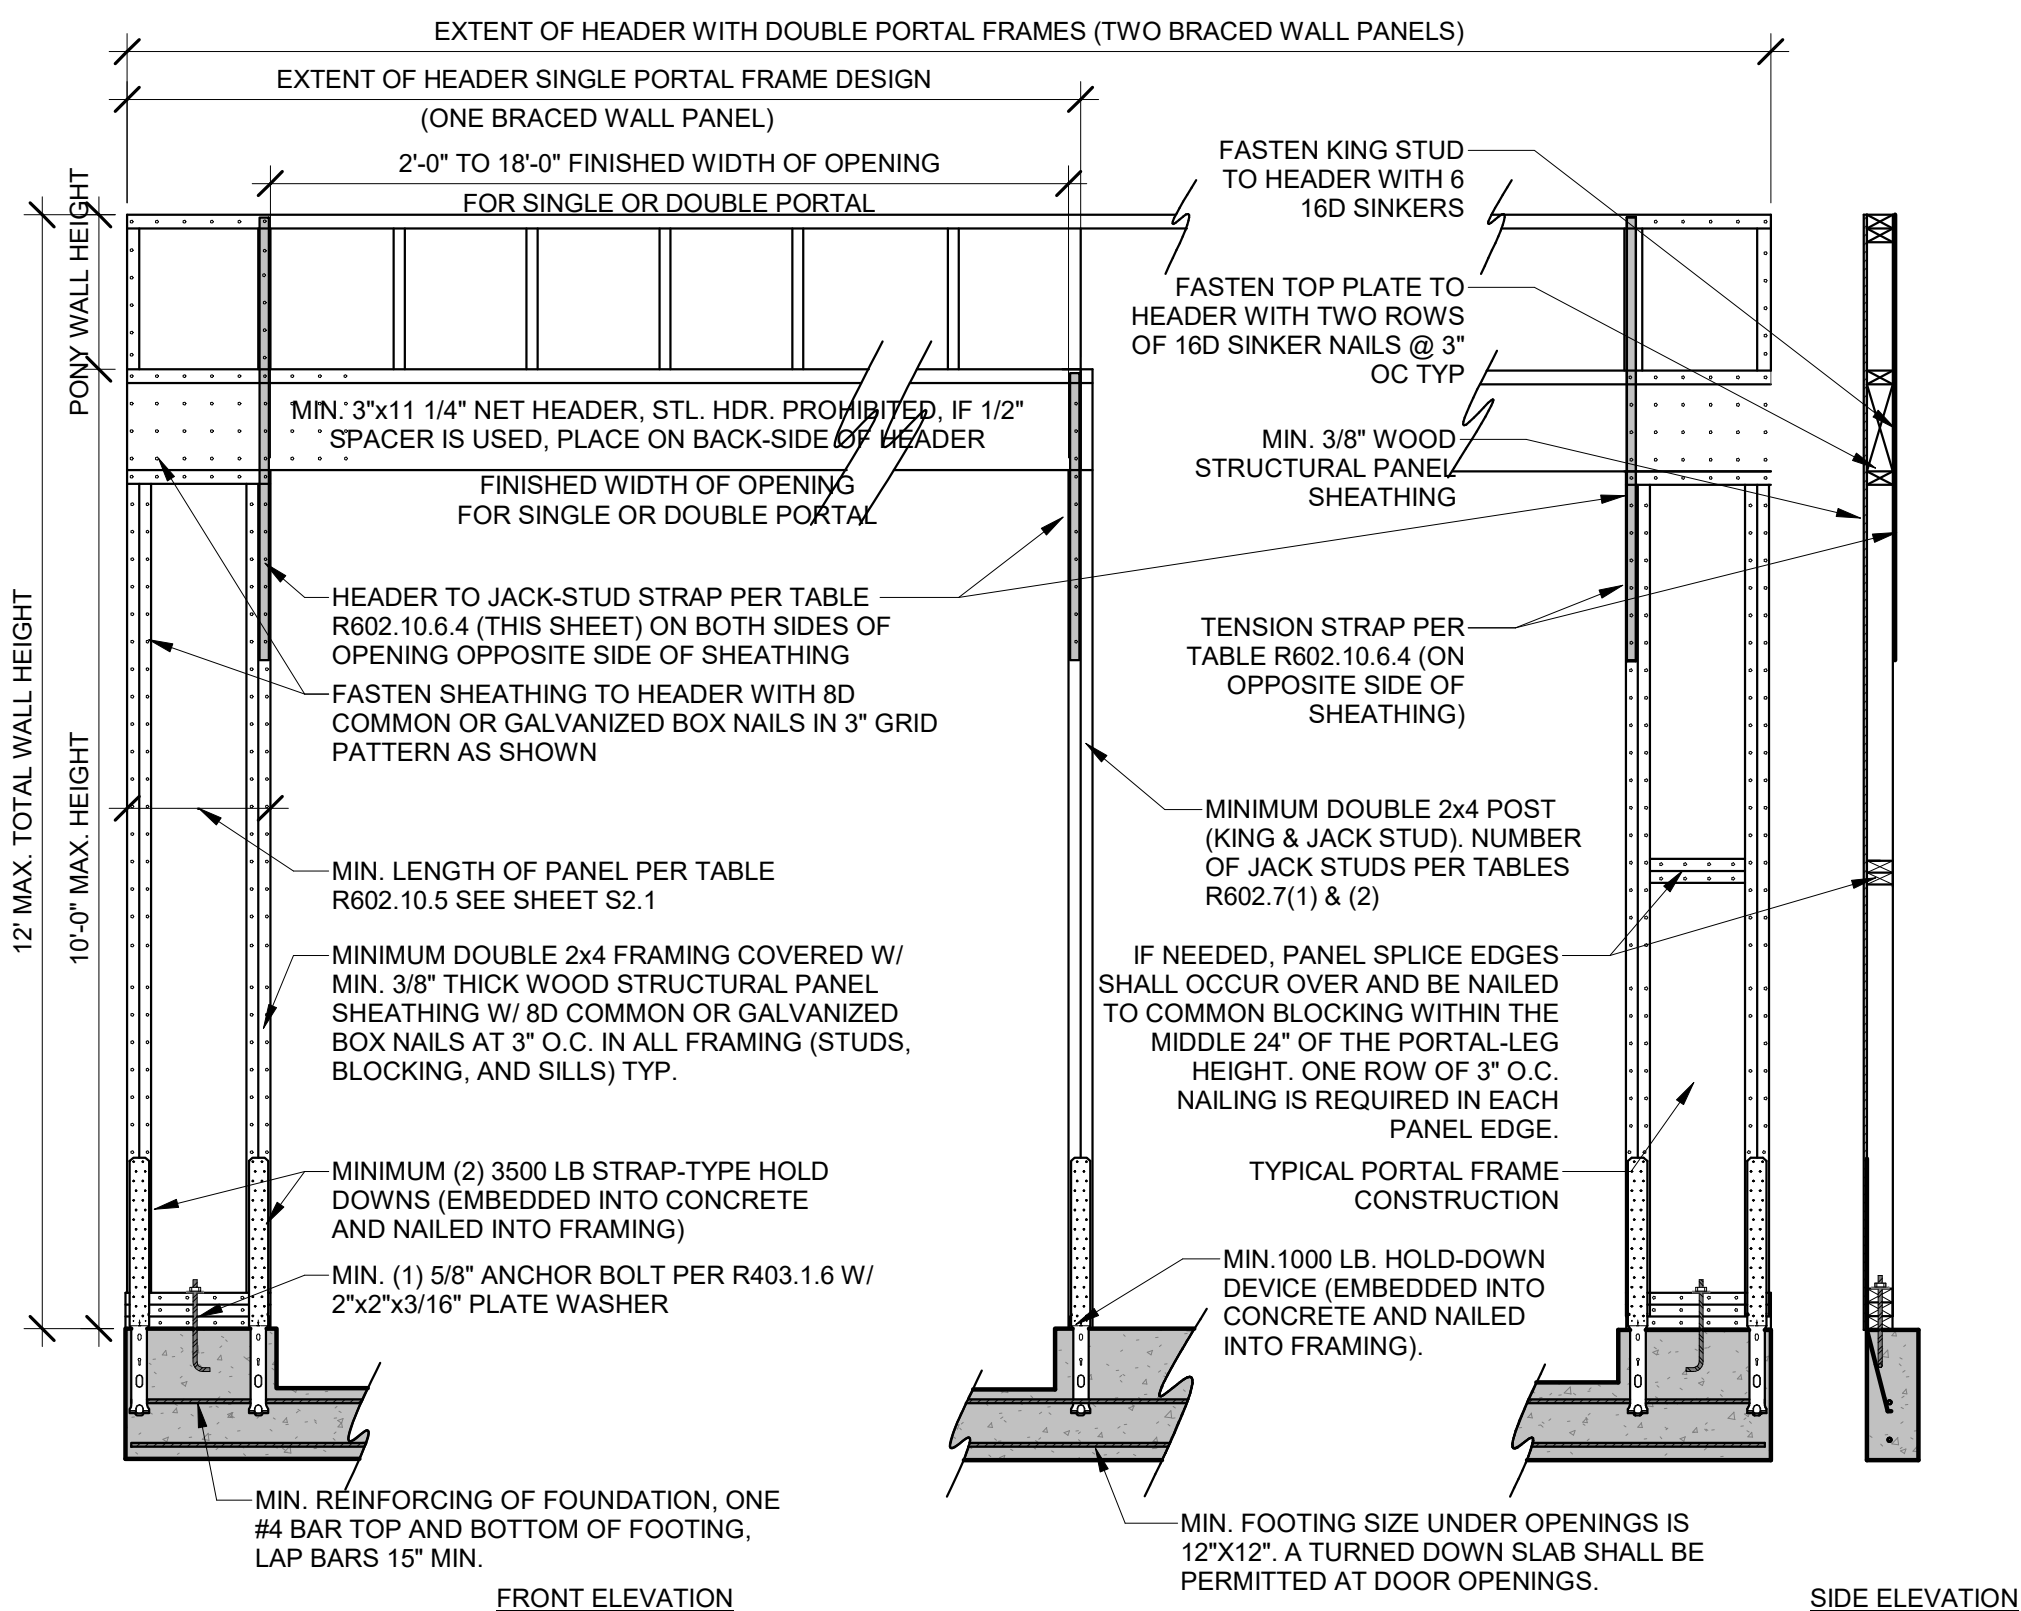 EXTENT OF HEADER WITH DOUBLE PORTAL FRAMES (TWO BRACED WALL PANELS)
EXTENT OF HEADER SINGLE PORTAL FRAME DESIGN
(ONE BRACED WALL PANEL)
2'-0" TO 18'-0" FINISHED WIDTH OF OPENING
FOR SINGLE OR DOUBLE PORTAL
FASTEN KING STUD
TO HEADER WITH 6
16D SINKERS
PONY WALL HEIGHT
FASTEN TOP PLATE TO
HEADER WITH TWO ROWS
OF 16D SINKER NAILS @ 3"
OC TYP
MIN. 3"x11 1/4" NET HEADER, STL. HDR. PROHIBITED, IF 1/2"
SPACER IS USED, PLACE ON BACK-SIDE OF HEADER
MIN. 3/8" WOOD
STRUCTURAL PANEL
SHEATHING
FINISHED WIDTH OF OPENING
FOR SINGLE OR DOUBLE PORTAL
12' MAX. TOTAL WALL HEIGHT
10'-0" MAX. HEIGHT
HEADER TO JACK-STUD STRAP PER TABLE
R602.10.6.4 (THIS SHEET) ON BOTH SIDES OF
OPENING OPPOSITE SIDE OF SHEATHING
TENSION STRAP PER
TABLE R602.10.6.4 (ON
OPPOSITE SIDE OF
SHEATHING)
FASTEN SHEATHING TO HEADER WITH 8D
COMMON OR GALVANIZED BOX NAILS IN 3" GRID
PATTERN AS SHOWN
MINIMUM DOUBLE 2x4 POST
(KING & JACK STUD). NUMBER
OF JACK STUDS PER TABLES
R602.7(1) & (2)
MIN. LENGTH OF PANEL PER TABLE
R602.10.5 SEE SHEET S2.1
MINIMUM DOUBLE 2x4 FRAMING COVERED W/
MIN. 3/8" THICK WOOD STRUCTURAL PANEL
SHEATHING W/ 8D COMMON OR GALVANIZED
BOX NAILS AT 3" O.C. IN ALL FRAMING (STUDS,
BLOCKING, AND SILLS) TYP.
IF NEEDED, PANEL SPLICE EDGES
SHALL OCCUR OVER AND BE NAILED
TO COMMON BLOCKING WITHIN THE
MIDDLE 24" OF THE PORTAL-LEG
HEIGHT. ONE ROW OF 3" O.C.
NAILING IS REQUIRED IN EACH
PANEL EDGE.
MINIMUM (2) 3500 LB STRAP-TYPE HOLD
DOWNS (EMBEDDED INTO CONCRETE
AND NAILED INTO FRAMING)
TYPICAL PORTAL FRAME
CONSTRUCTION
MIN. (1) 5/8" ANCHOR BOLT PER R403.1.6 W/
2"x2"x3/16" PLATE WASHER
MIN.1000 LB. HOLD-DOWN
DEVICE (EMBEDDED INTO
CONCRETE AND NAILED
INTO FRAMING).
MIN. REINFORCING OF FOUNDATION, ONE
#4 BAR TOP AND BOTTOM OF FOOTING,
LAP BARS 15" MIN.
MIN. FOOTING SIZE UNDER OPENINGS IS
12"X12". A TURNED DOWN SLAB SHALL BE
PERMITTED AT DOOR OPENINGS.
FRONT ELEVATION
SIDE ELEVATION